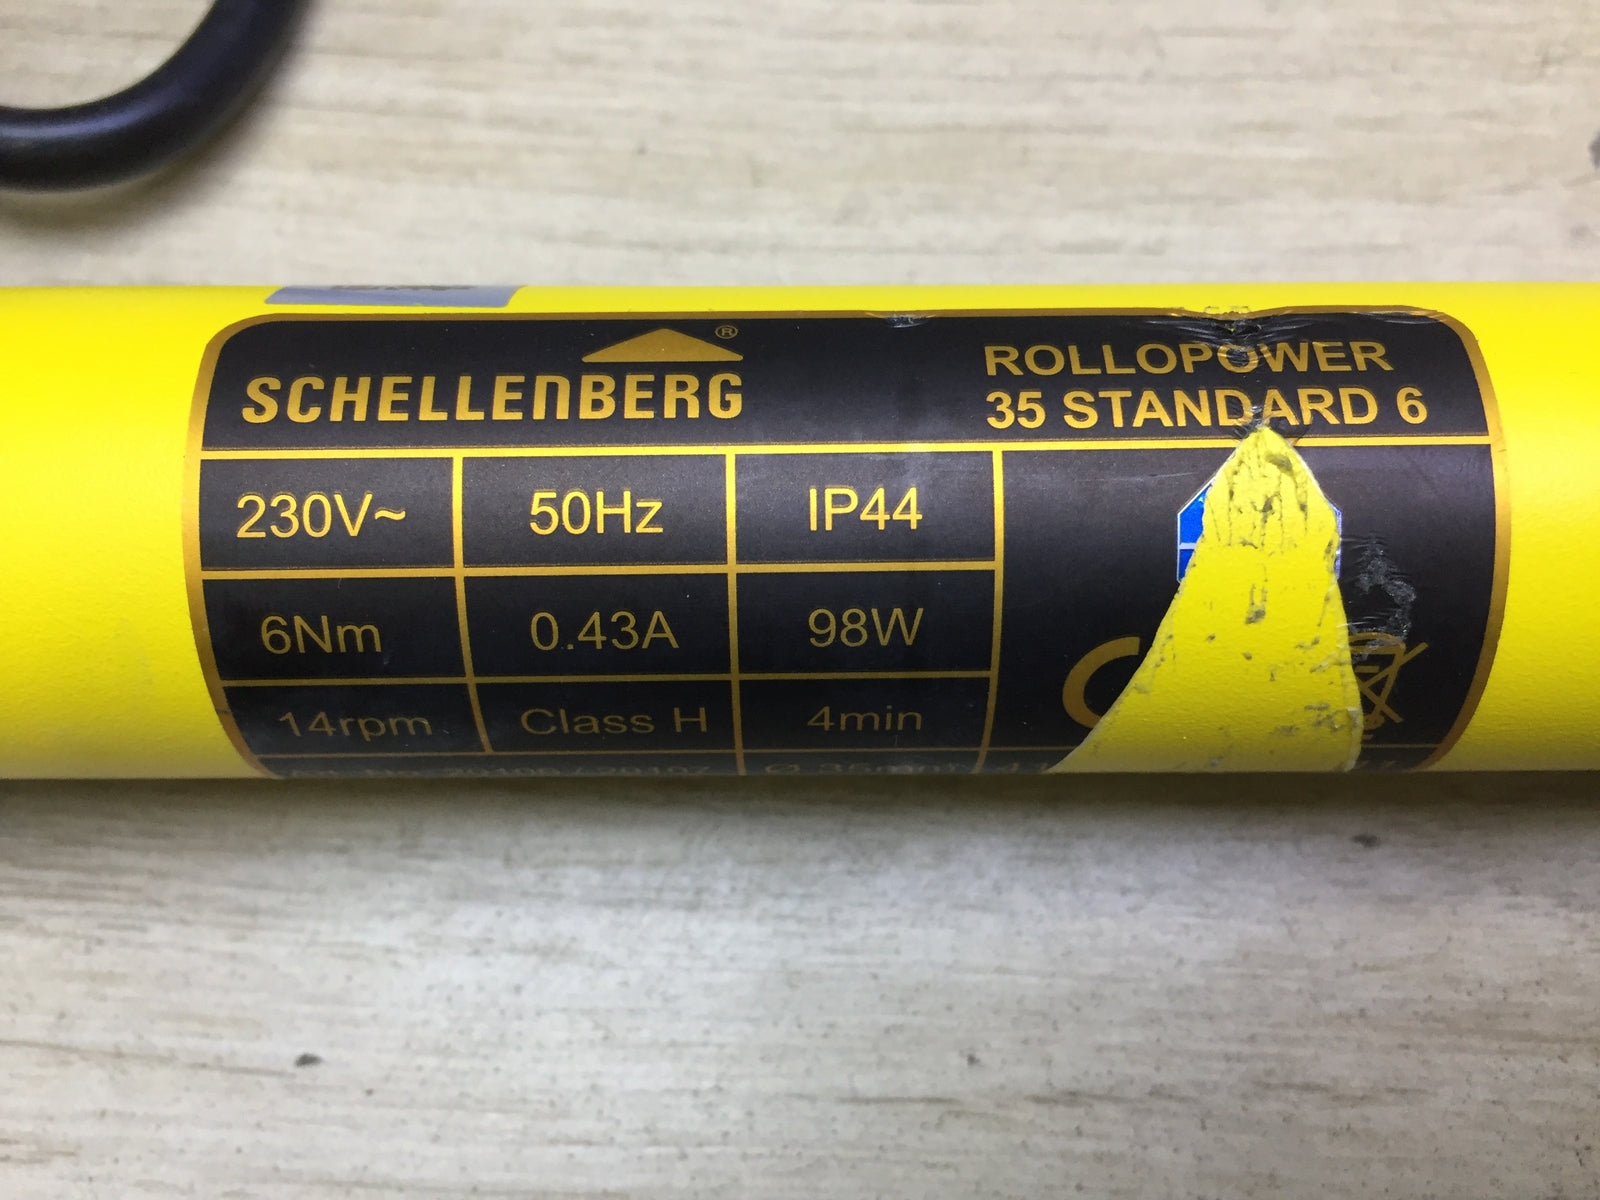 ®
SCHELLENBERG
ROLLOPOWER
35 STANDARD 6
230V~ 50Hz IP44
6Nm 0.43A 98W
14rpm Class H 4min